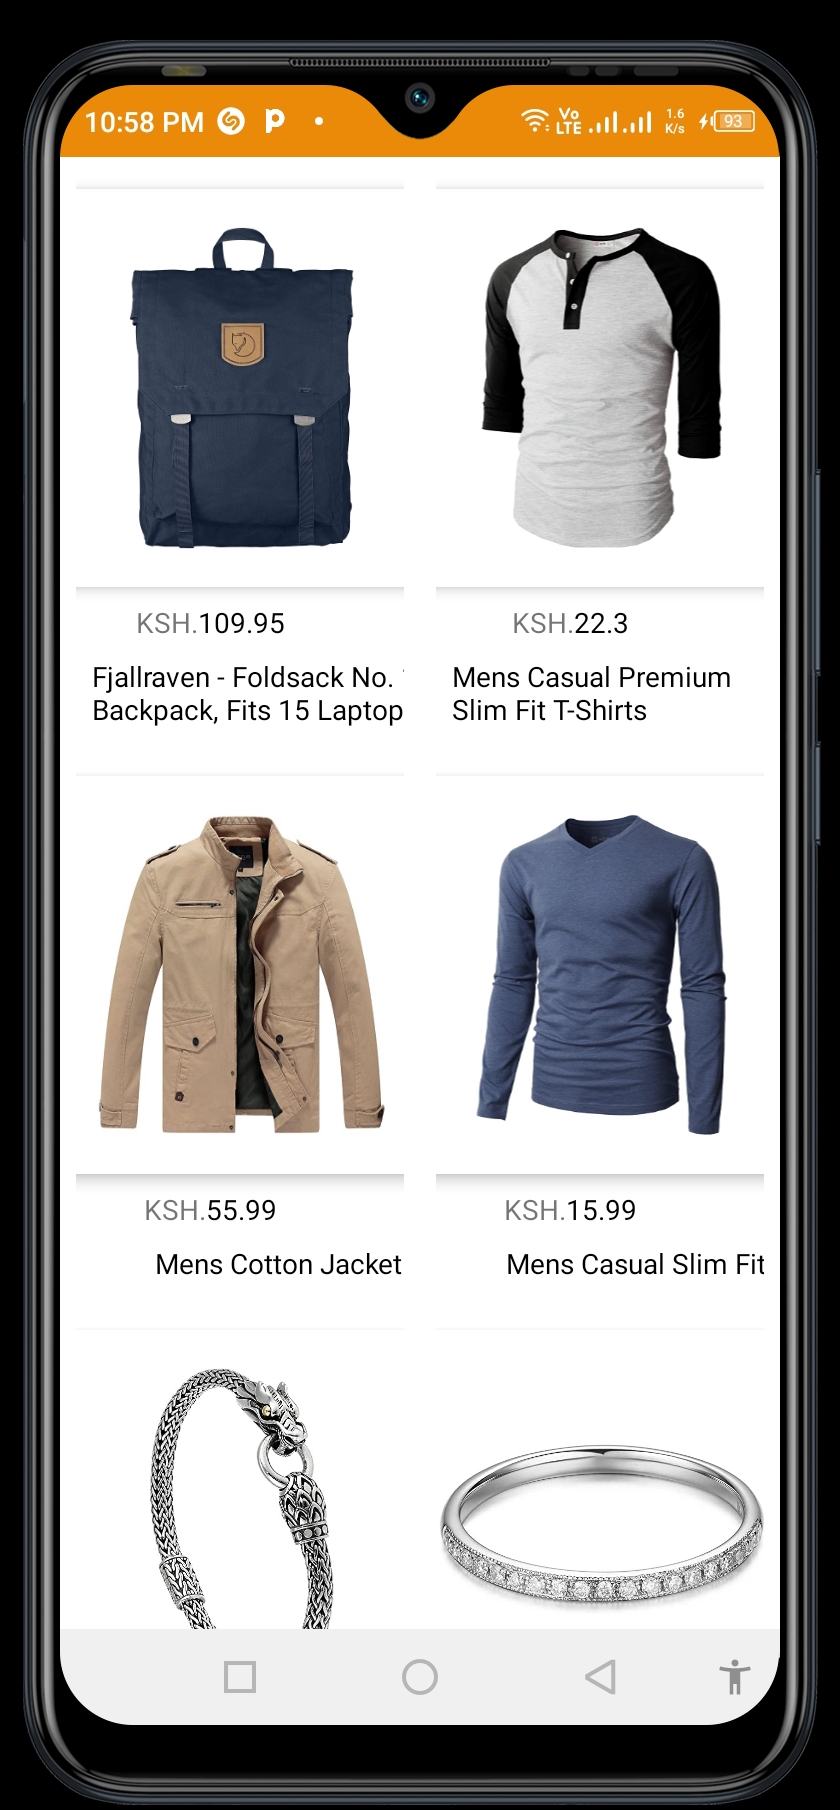 10:58 PM
Vo
LTE
1.6
K/s
93
KSH.109.95
KSH.22.3
Fjallraven - Foldsack No.
Backpack, Fits 15 Laptop
Mens Casual Premium
Slim Fit T-Shirts
KSH.55.99
KSH.15.99
Mens Cotton Jacket
Mens Casual Slim Fit